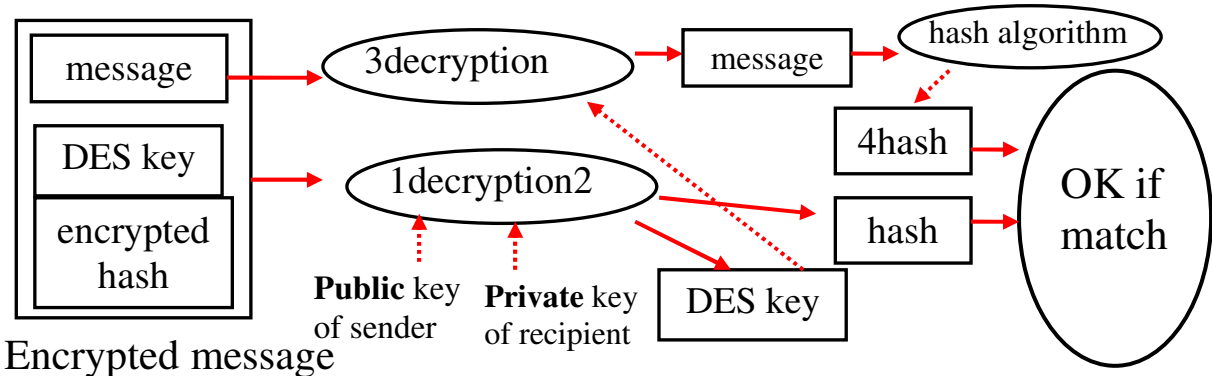 message
3decryption
message
hash algorithm
DES key
1decryption2
4hash
OK if
match
encrypted
hash
hash
Public key
of sender
Private key
of recipient
DES key
Encrypted message